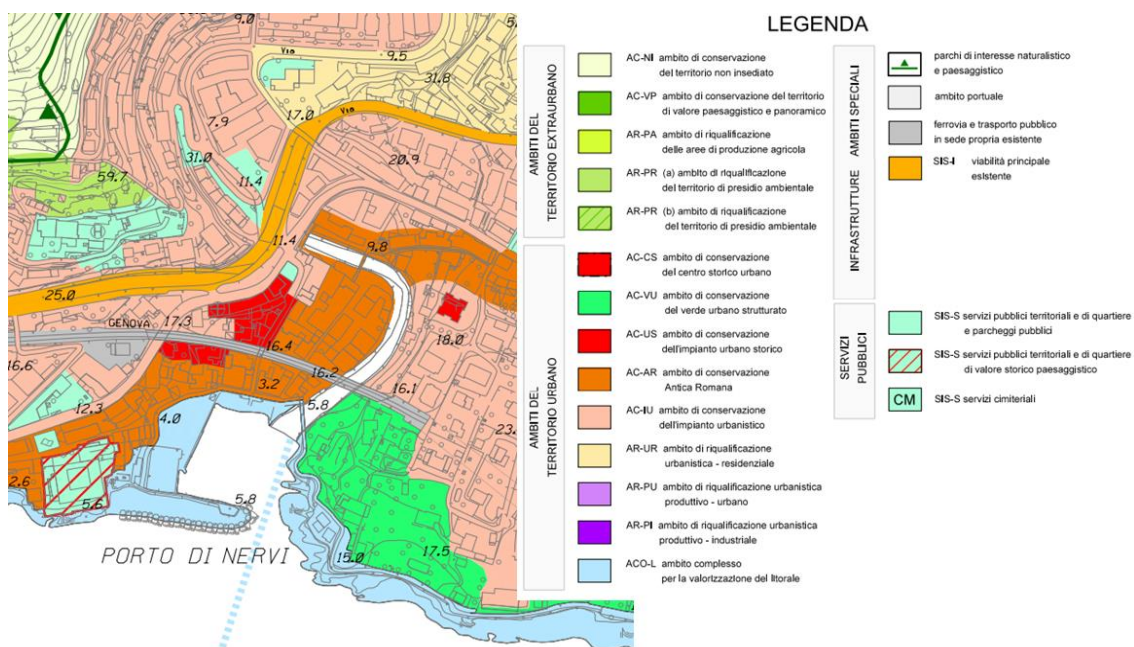 9.0
Via
9.5
5.
31.8
17.0
Via
7.9
31.0
20.9
11.4
59.7
11.4
9.8
25.0
GENOVA
17.3
16.4
18.0
16.6
16.2
3.2
16.1
12.3
4.0
5.8
23.
2.6
5.6
5.8
17.5
15.0
PORTO DI NERVI
LEGENDA
AMBITI DEL
TERRITORIO EXTRAURBANO
AC-NI ambito di conservazione
del territorio non insediato
AC-VP ambito di conservazione del territorio
di valore paesaggistico e panoramico
AR-PA ambito di riqualificazione
delle aree di produzione agricola
AR-PR (a) ambito di riqualificazione
del territorio di presidio ambientale
AR-PR (b) ambito di riqualificazione
del territorio di presidio ambientale
AMBITI DEL
TERRITORIO URBANO
AC-CS ambito di conservazione
del centro storico urbano
AC-VU ambito di conservazione
del verde urbano strutturato
AC-US ambito di conservazione
dell'impianto urbano storico
AC-AR ambito di conservazione
Antica Romana
AC-IU ambito di conservazione
dell'impianto urbanistico
AR-UR ambito di riqualificazione
urbanistica - residenziale
AR-PU ambito di riqualificazione urbanistica
produttivo - urbano
AR-PI ambito di riqualificazione urbanistica
produttivo - industriale
ACO-L ambito complesso
per la valorizzazione del litorale
INFRASTRUTTURE AMBITI SPECIALI
parchi di interesse naturalistico
e paesaggistico
ambito portuale
ferrovia e trasporto pubblico
in sede propria esistente
SIS-I viabilità principale
esistente
SERVIZI
PUBBLICI
SIS-S servizi pubblici territoriali e di quartiere
e parcheggi pubblici
SIS-S servizi pubblici territoriali e di quartiere
di valore storico paesaggistico
CM SIS-S servizi cimiteriali